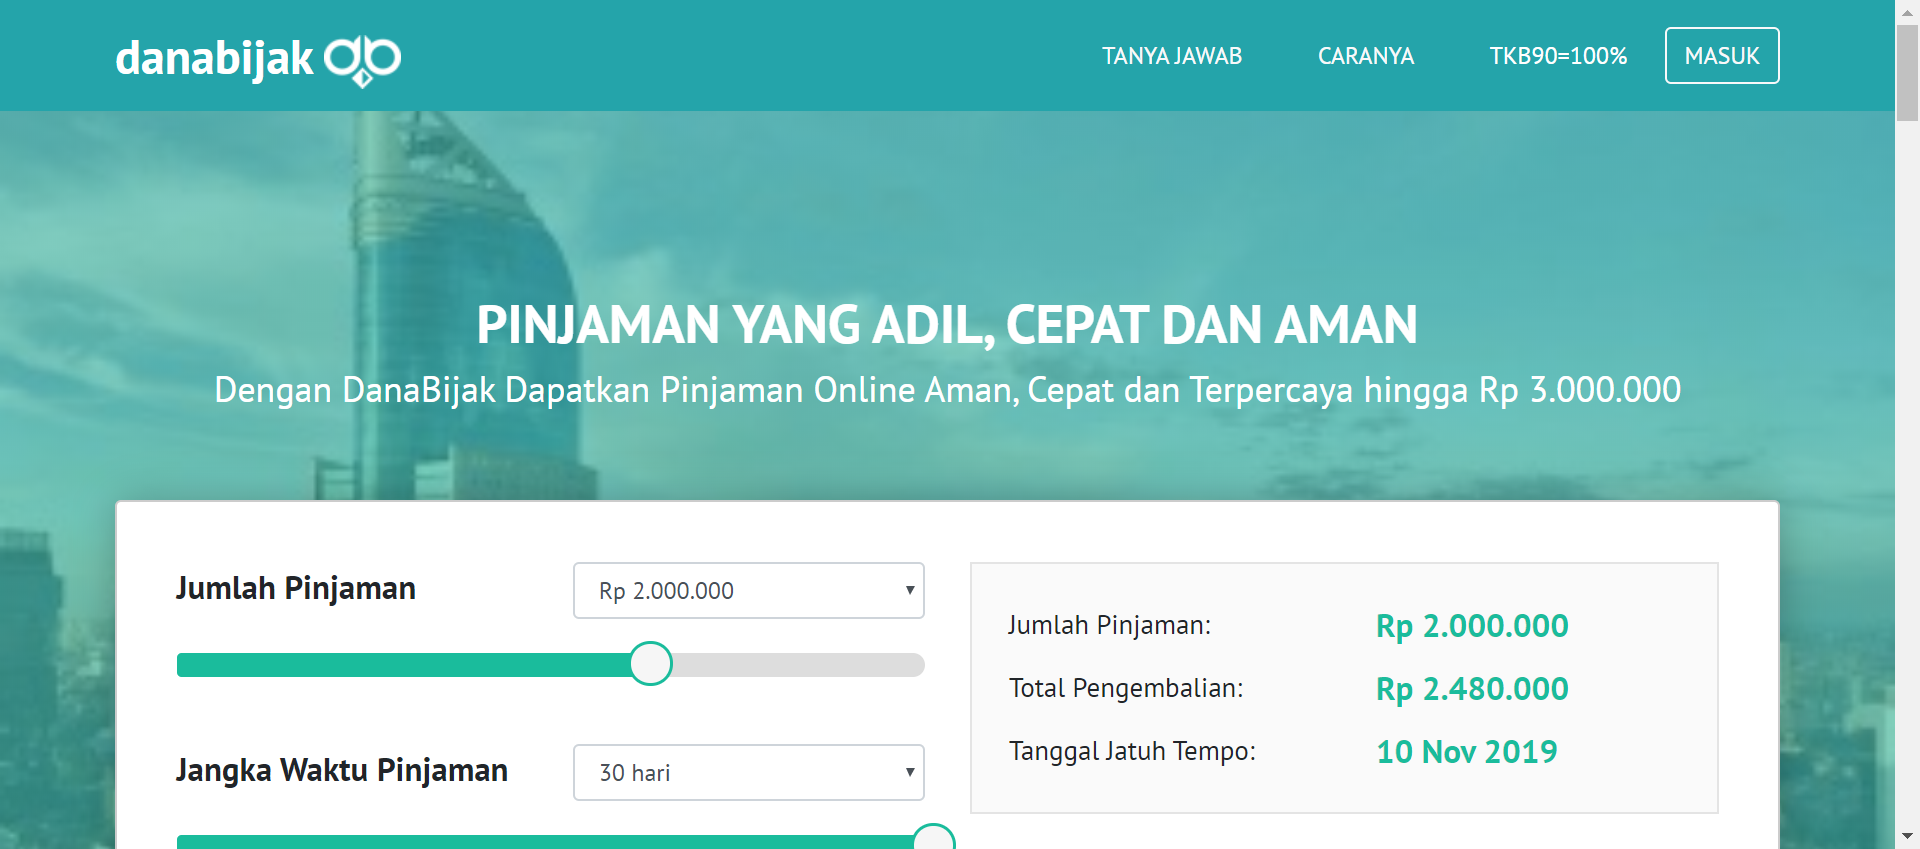 danabijak
TANYA JAWAB
CARANYA
TKB90=100%
MASUK
PINJAMAN YANG ADIL, CEPAT DAN AMAN
Dengan DanaBijak Dapatkan Pinjaman Online Aman, Cepat dan Terpercaya hingga Rp 3.000.000
Jumlah Pinjaman
Rp 2.000.000
Jangka Waktu Pinjaman
30 hari
Jumlah Pinjaman: Rp 2.000.000
Total Pengembalian: Rp 2.480.000
Tanggal Jatuh Tempo: 10 Nov 2019